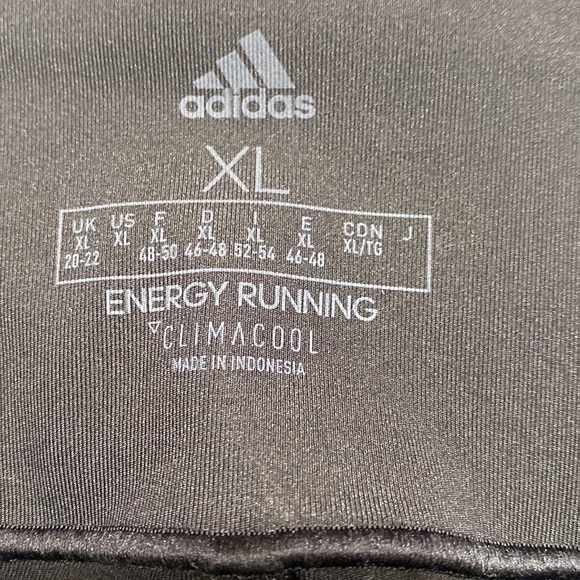 adidas
XL
UK US F D I E CDN J
XL XL XL XL XL XL XL/TG
20-22 48-50 46-48 52-54 46-48
ENERGY RUNNING
CLIMACOOL
MADE IN INDONESIA